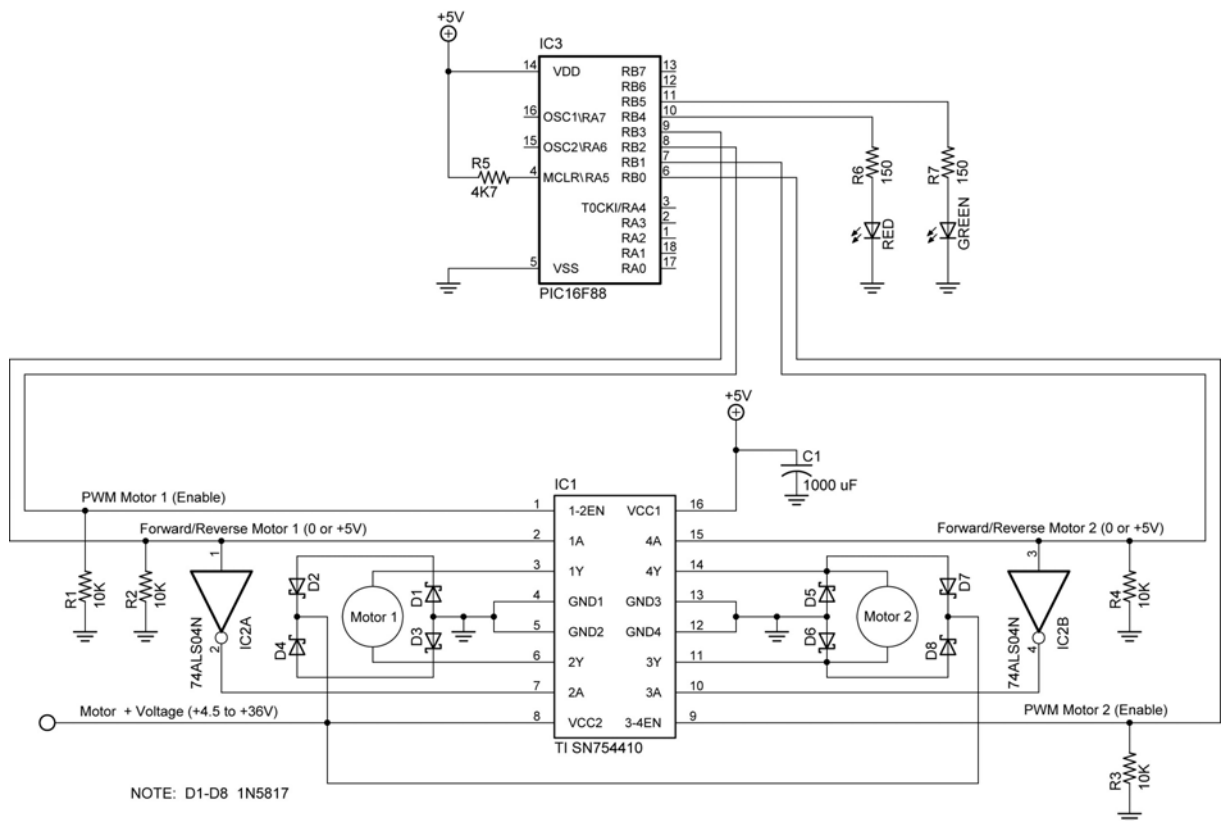 +5V
IC3
14 VDD RB7 13
RB6 12
RB5 11
16 OSC1\RA7 RB4 10
RB3 9
15 OSC2\RA6 RB2 8
RB1 7
R5
4K7
4 MCLR\RA5 RB0 6
T0CKI/RA4 3
RA3 2
RA2 1
RA1 18
5 VSS RA0 17
PIC16F88
R6
150
RED
R7
150
GREEN
+5V
C1
1000 uF
IC1
PWM Motor 1 (Enable)
1 1-2EN VCC1 16
Forward/Reverse Motor 1 (0 or +5V)
2 1A 4A 15
Forward/Reverse Motor 2 (0 or +5V)
3 1Y 4Y 14
4 GND1 GND3 13
5 GND2 GND4 12
6 2Y 3Y 11
7 2A 3A 10
8 VCC2 3-4EN 9
TI SN754410
R1
10K
R2
10K
1
2
74ALS04N
IC2A
D2
D4
Motor 1
D1
D3
D5
D6
Motor 2
D7
D8
3
4
74ALS04N
IC2B
R4
10K
Motor + Voltage (+4.5 to +36V)
PWM Motor 2 (Enable)
R3
10K
NOTE: D1-D8 1N5817